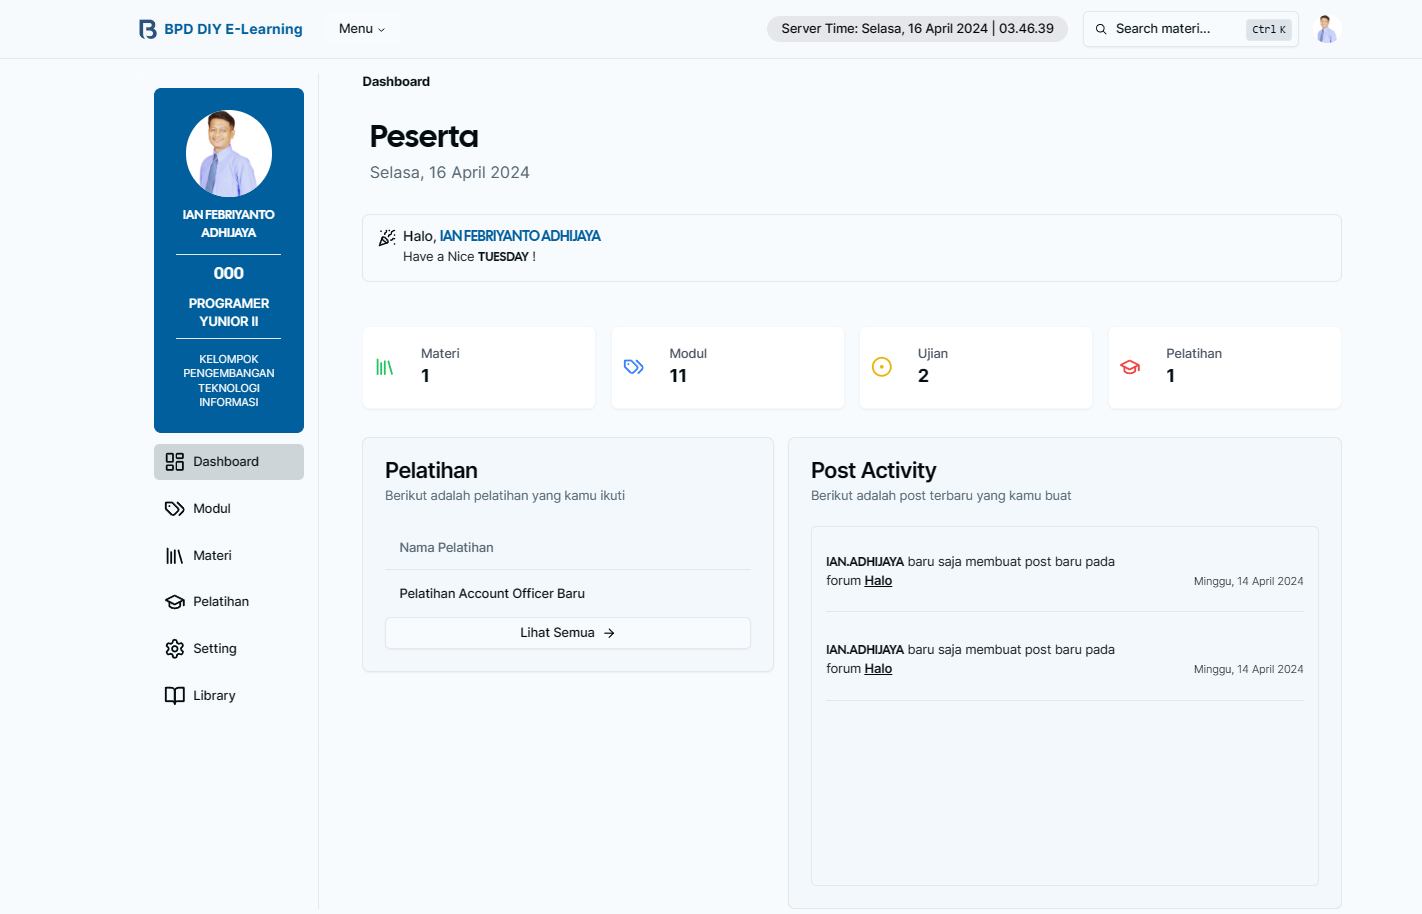 BPD DIY E-Learning
Menu
Server Time: Selasa, 16 April 2024 | 03.46.39
Search materi...
Ctrl K
IAN FEBRIYANTO
ADHIJAYA
000
PROGRAMER
YUNIOR II
KELOMPOK
PENGEMBANGAN
TEKNOLOGI
INFORMASI
Dashboard
Modul
Materi
Pelatihan
Setting
Library
Dashboard
Peserta
Selasa, 16 April 2024
Halo, IAN FEBRIYANTO ADHIJAYA
Have a Nice TUESDAY !
Materi
1
Modul
11
Ujian
2
Pelatihan
1
Pelatihan
Berikut adalah pelatihan yang kamu ikuti
Nama Pelatihan
Pelatihan Account Officer Baru
Lihat Semua
Post Activity
Berikut adalah post terbaru yang kamu buat
IAN.ADHIJAYA baru saja membuat post baru pada
forum Halo
Minggu, 14 April 2024
IAN.ADHIJAYA baru saja membuat post baru pada
forum Halo
Minggu, 14 April 2024